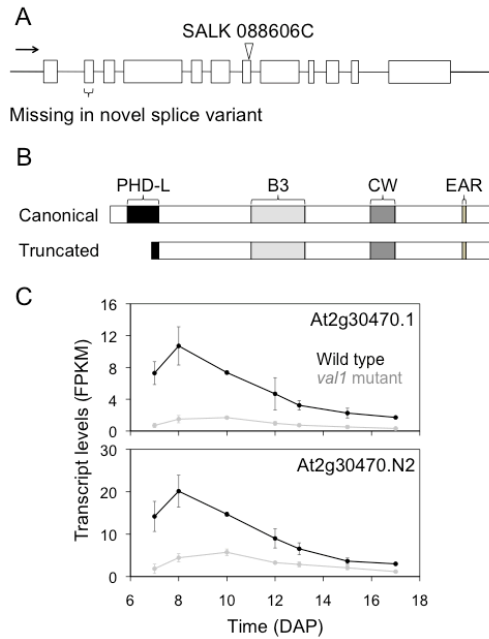 A
SALK 088606C
Missing in novel splice variant
B
PHD-L B3 CW EAR
Canonical
Truncated
C
Transcript levels (FPKM)
16
12
8
4
0
At2g30470.1
Wild type
val1 mutant
30
20
10
0
At2g30470.N2
6 8 10 12 14 16 18
Time (DAP)